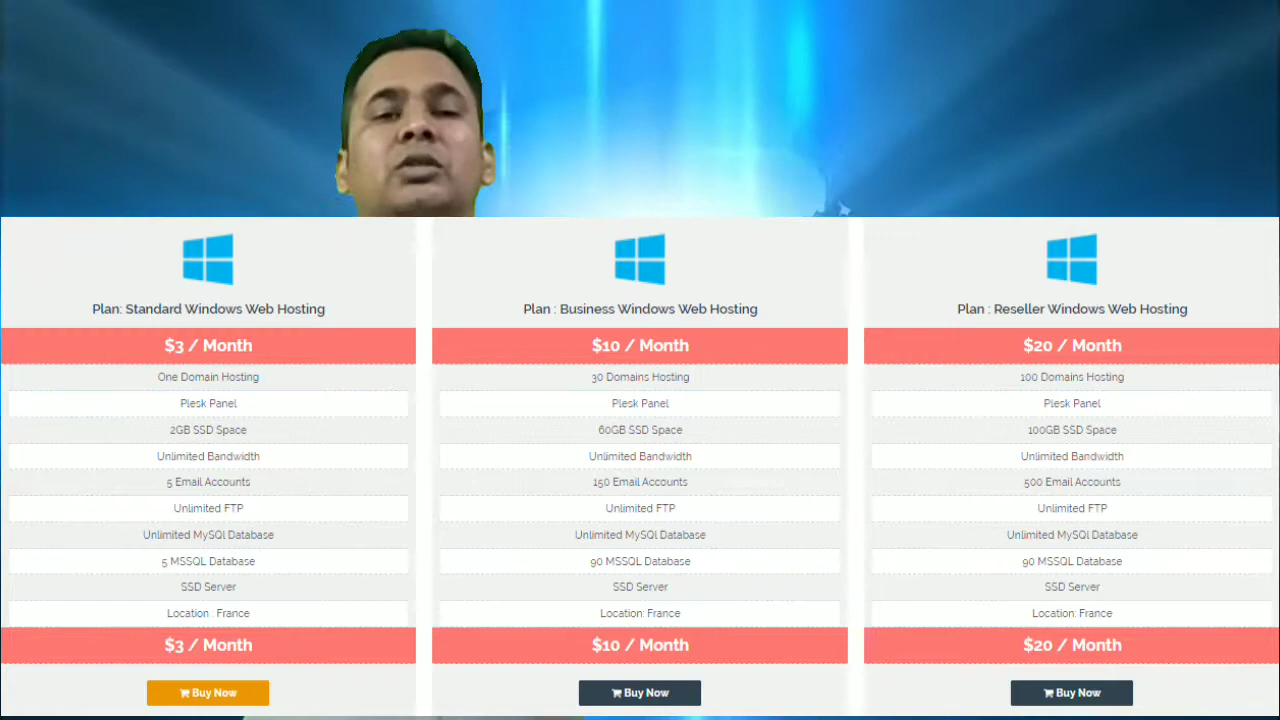 Plan: Standard Windows Web Hosting
$3 / Month
One Domain Hosting
Plesk Panel
2GB SSD Space
Unlimited Bandwidth
5 Email Accounts
Unlimited FTP
Unlimited MySQl Database
5 MSSQL Database
SSD Server
Location : France
$3 / Month
Buy Now
Plan : Business Windows Web Hosting
$10 / Month
30 Domains Hosting
Plesk Panel
60GB SSD Space
Unlimited Bandwidth
150 Email Accounts
Unlimited FTP
Unlimited MySQl Database
90 MSSQL Database
SSD Server
Location: France
$10 / Month
Buy Now
Plan : Reseller Windows Web Hosting
$20 / Month
100 Domains Hosting
Plesk Panel
100GB SSD Space
Unlimited Bandwidth
500 Email Accounts
Unlimited FTP
Unlimited MySQl Database
90 MSSQL Database
SSD Server
Location: France
$20 / Month
Buy Now